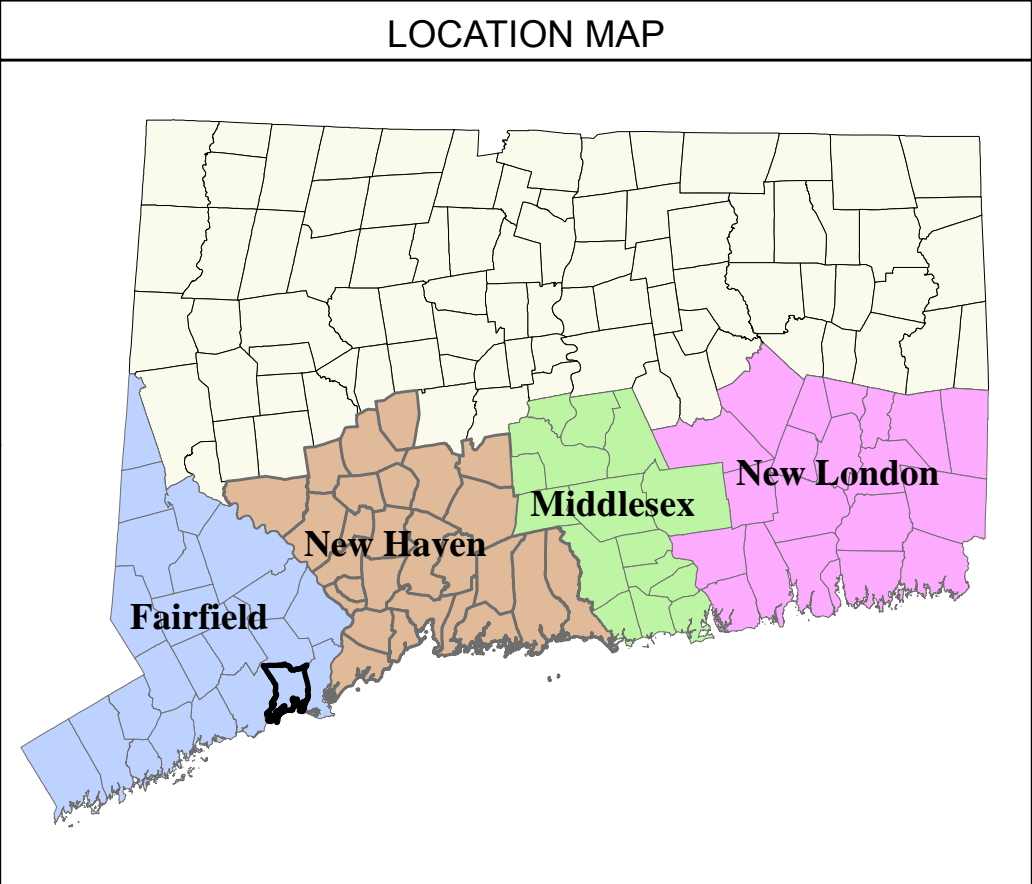 LOCATION MAP
New London
Middlesex
New Haven
Fairfield